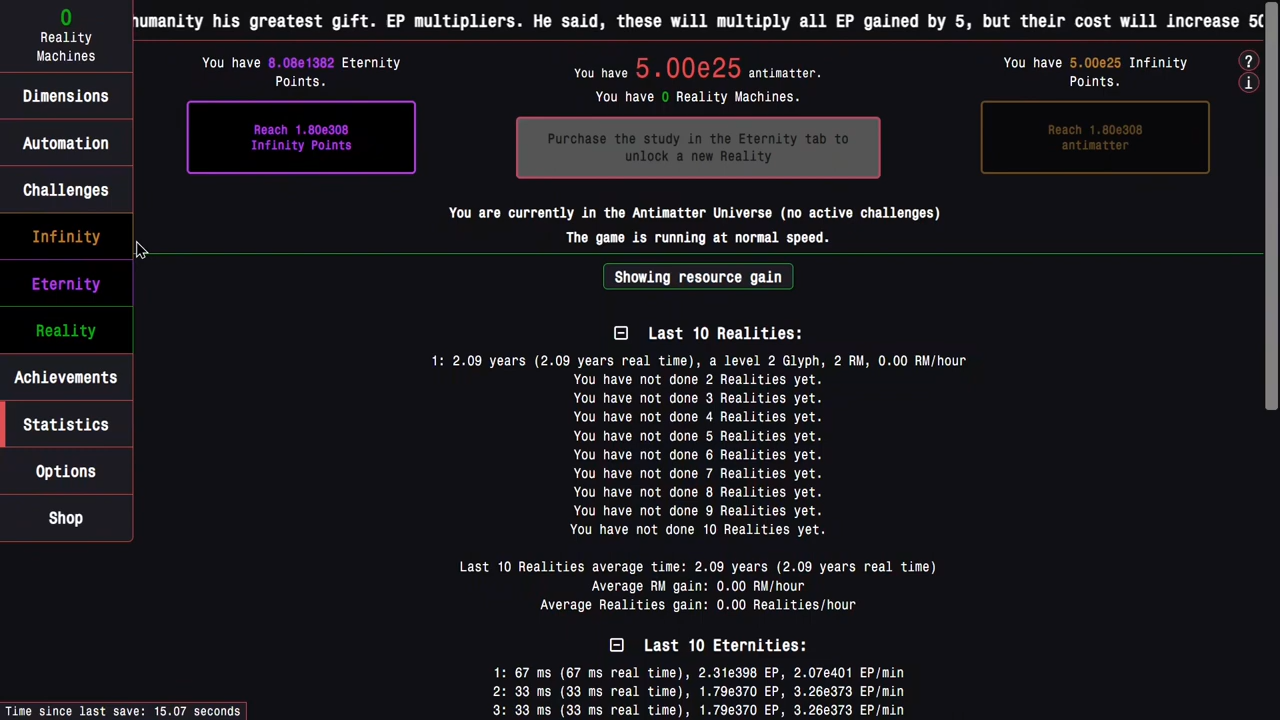 humanity his greatest gift. EP multipliers. He said, these will multiply all EP gained by 5, but their cost will increase 50
0
Reality
Machines
Dimensions
Automation
Challenges
Infinity
Eternity
Reality
Achievements
Statistics
Options
Shop
You have 8.08e1382 Eternity
Points.
Reach 1.80e308
Infinity Points
You have 5.00e25 antimatter.
You have 0 Reality Machines.
Purchase the study in the Eternity tab to
unlock a new Reality
You have 5.00e25 Infinity
Points.
Reach 1.80e308
antimatter
?
i
You are currently in the Antimatter Universe (no active challenges)
The game is running at normal speed.
Showing resource gain
Last 10 Realities:
1: 2.09 years (2.09 years real time), a level 2 Glyph, 2 RM, 0.00 RM/hour
You have not done 2 Realities yet.
You have not done 3 Realities yet.
You have not done 4 Realities yet.
You have not done 5 Realities yet.
You have not done 6 Realities yet.
You have not done 7 Realities yet.
You have not done 8 Realities yet.
You have not done 9 Realities yet.
You have not done 10 Realities yet.
Last 10 Realities average time: 2.09 years (2.09 years real time)
Average RM gain: 0.00 RM/hour
Average Realities gain: 0.00 Realities/hour
Last 10 Eternities:
1: 67 ms (67 ms real time), 2.31e398 EP, 2.07e401 EP/min
2: 33 ms (33 ms real time), 1.79e370 EP, 3.26e373 EP/min
3: 33 ms (33 ms real time), 1.79e370 EP, 3.26e373 EP/min
Time since last save: 15.07 seconds